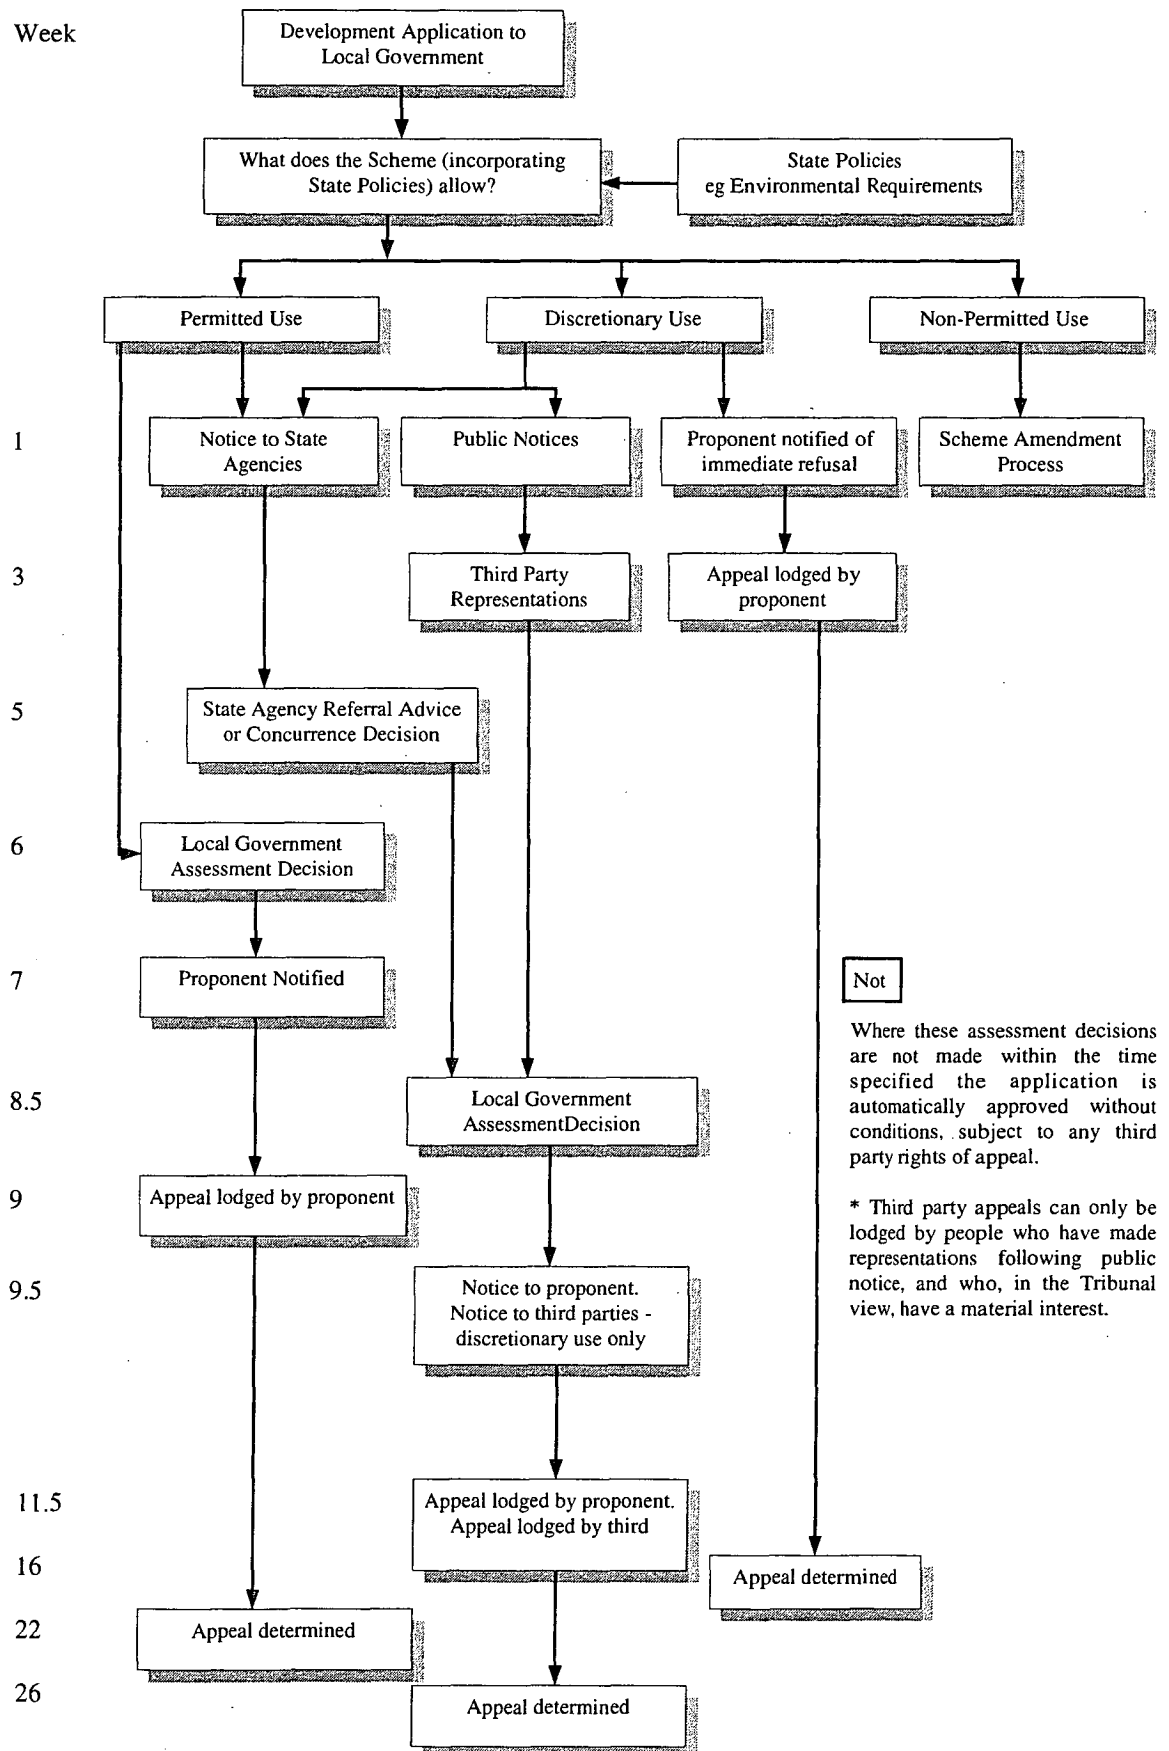 Week
Development Application to
Local Government
What does the Scheme (incorporating
State Policies) allow?
State Policies
eg Environmental Requirements
Permitted Use
Discretionary Use
Non-Permitted Use
1
Notice to State
Agencies
Public Notices
Proponent notified of
immediate refusal
Scheme Amendment
Process
3
Third Party
Representations
Appeal lodged by
proponent
5
State Agency Referral Advice
or Concurrence Decision
6
Local Government
Assessment Decision
7
Proponent Notified
Not
Where these assessment decisions
are not made within the time
specified the application is
automatically approved without
conditions, subject to any third
party rights of appeal.
8.5
Local Government
AssessmentDecision
9
Appeal lodged by proponent
* Third party appeals can only be
lodged by people who have made
representations following public
notice, and who, in the Tribunal
view, have a material interest.
9.5
Notice to proponent.
Notice to third parties -
discretionary use only
11.5
Appeal lodged by proponent.
Appeal lodged by third
16
Appeal determined
22
Appeal determined
26
Appeal determined